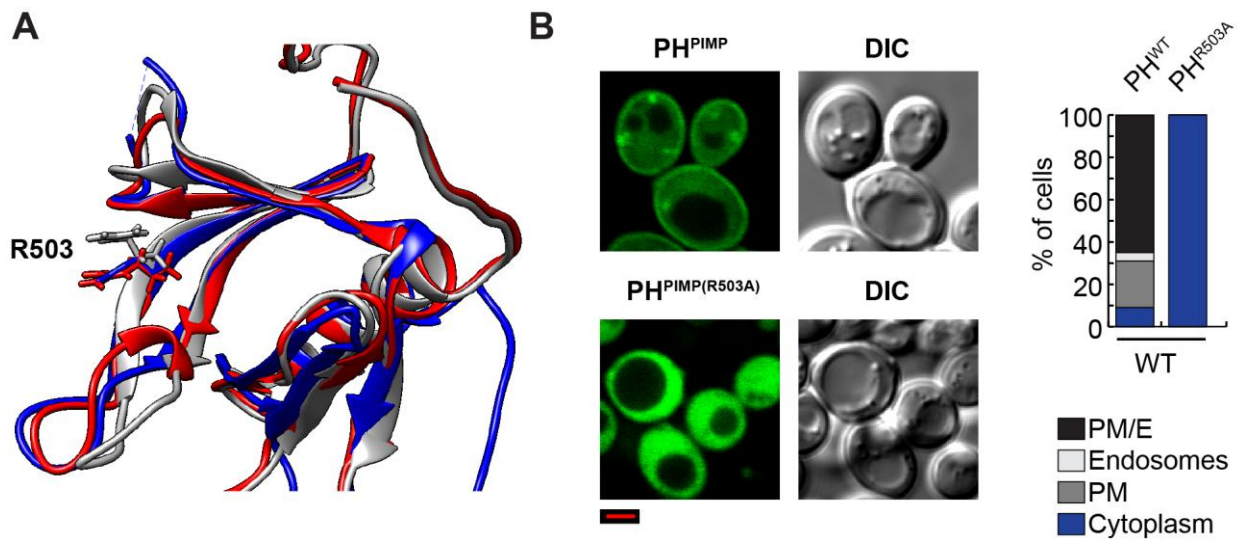 A
R503
B
PH^PIMP
DIC
PH^PIMP(R503A)
DIC
PH^WT
PH^R503A
% of cells
100
80
60
40
20
0
WT
PM/E
Endosomes
PM
Cytoplasm